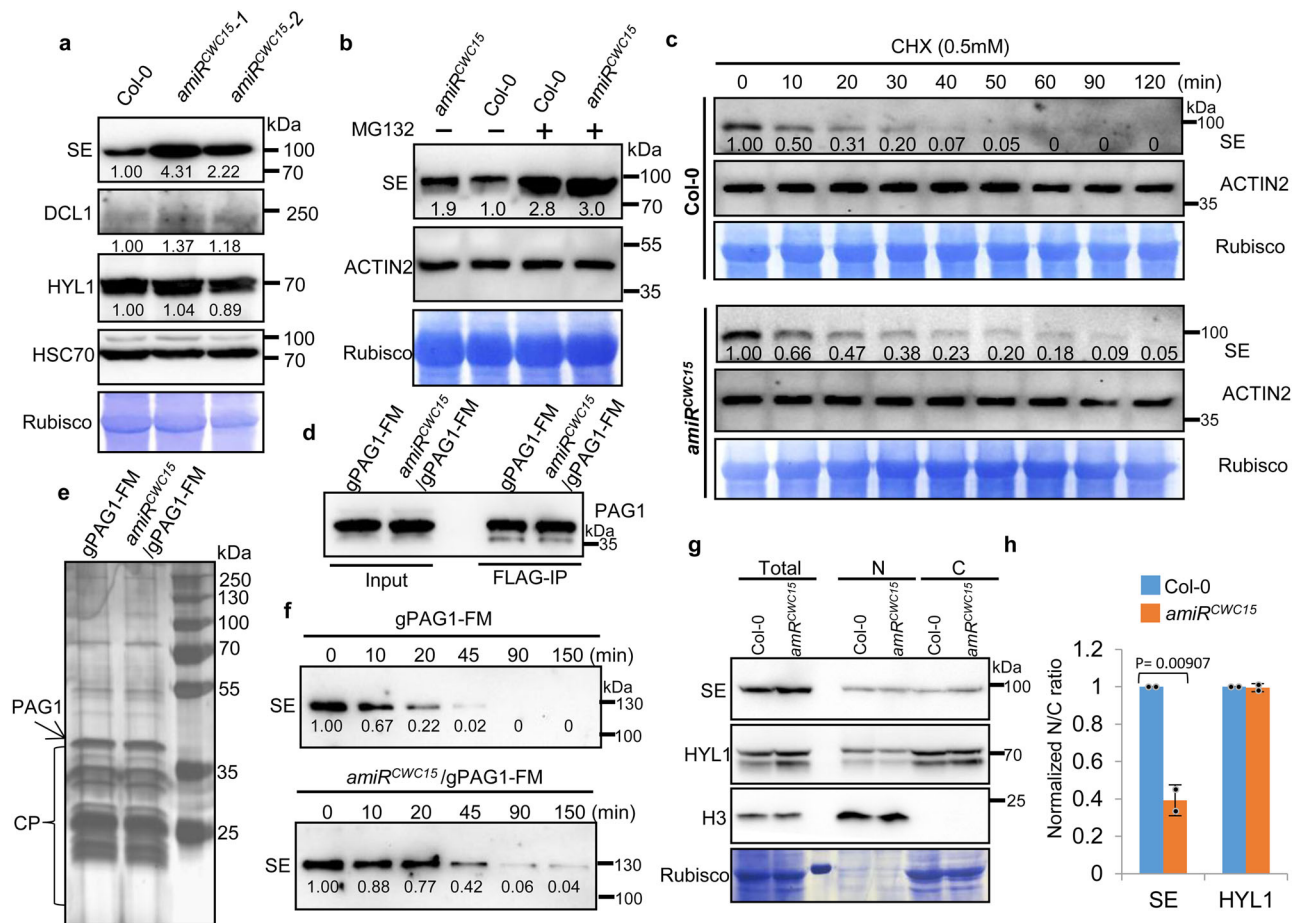 a
Col-0 amiR^CWC15-1 amiR^CWC15-2
kDa
SE 100
70
1.00 4.31 2.22
DCL1 250
1.00 1.37 1.18
HYL1 70
1.00 1.04 0.89
100
HSC70 70
Rubisco
b
amiR^CWC15 Col-0 Col-0 amiR^CWC15
MG132 − − + +
kDa
SE 100
1.9 1.0 2.8 3.0 70
55
ACTIN2
35
Rubisco
c
CHX (0.5mM)
0 10 20 30 40 50 60 90 120 (min)
Col-0
kDa
100
1.00 0.50 0.31 0.20 0.07 0.05 0 0 0 SE
ACTIN2
35
Rubisco
amiR^CWC15
100
1.00 0.66 0.47 0.38 0.23 0.20 0.18 0.09 0.05 SE
ACTIN2
35
Rubisco
d
gPAG1-FM amiR^CWC15/gPAG1-FM gPAG1-FM amiR^CWC15/gPAG1-FM
PAG1
kDa
35
Input FLAG-IP
e
gPAG1-FM amiR^CWC15/gPAG1-FM
kDa
250
130
100
70
55
PAG1
35
CP
25
f
gPAG1-FM
0 10 20 45 90 150 (min)
kDa
SE 130
1.00 0.67 0.22 0.02 0 0
100
amiR^CWC15/gPAG1-FM
0 10 20 45 90 150 (min)
SE 130
1.00 0.88 0.77 0.42 0.06 0.04
100
g
Total N C
Col-0 amR^CWC15 Col-0 amR^CWC15 Col-0 amR^CWC15
kDa
SE 100
HYL1 70
25
H3
Rubisco
h
Col-0
amiR^CWC15
Normalized N/C ratio
1.2
1
0.8
0.6
0.4
0.2
0
P= 0.00907
SE HYL1